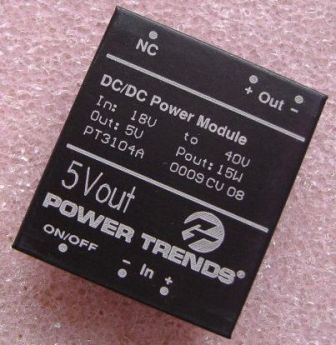 NC
+ Out -
DC/DC Power Module
In: 18V to 40V
Out: 5V Pout: 15W
PT3104A 0009 CV 08
5Vout
POWER TRENDS®
ON/OFF
- In +